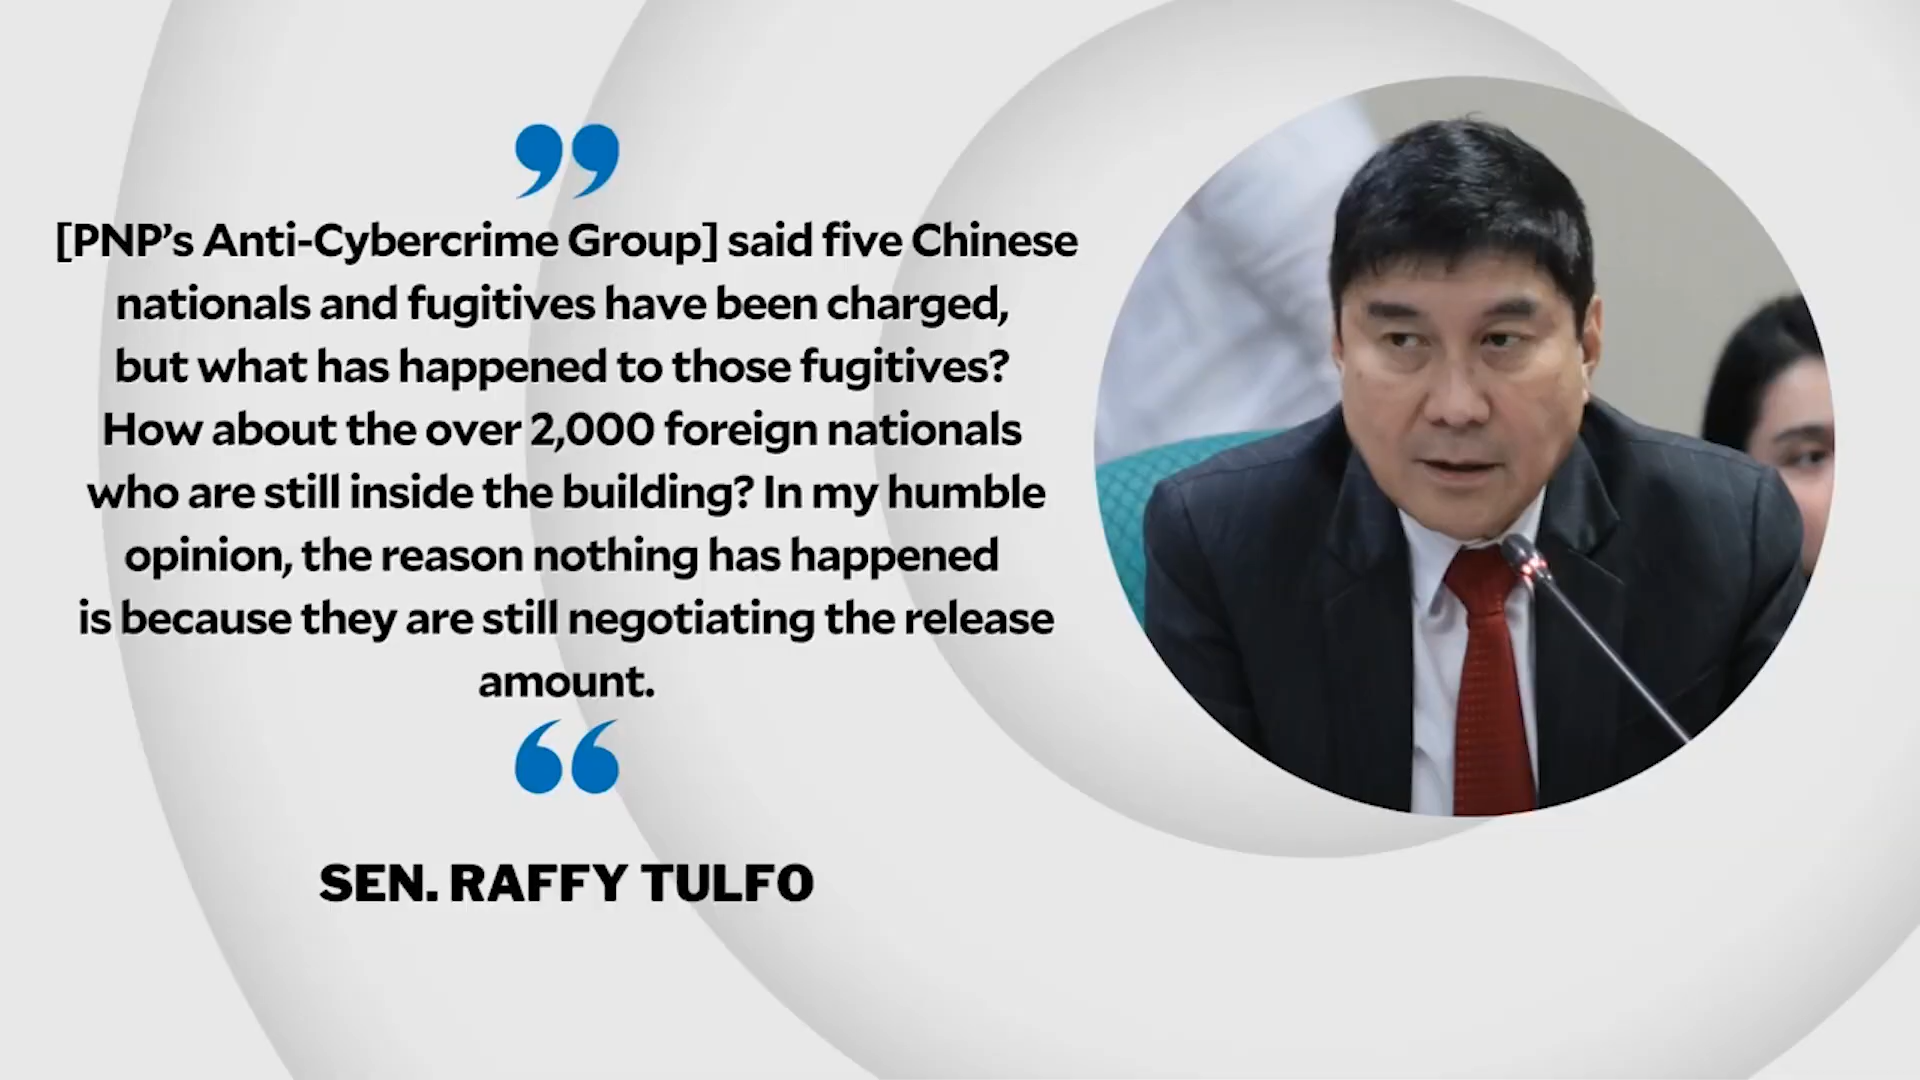 ”
[PNP’s Anti-Cybercrime Group] said five Chinese
nationals and fugitives have been charged,
but what has happened to those fugitives?
How about the over 2,000 foreign nationals
who are still inside the building? In my humble
opinion, the reason nothing has happened
is because they are still negotiating the release
amount.
“
SEN. RAFFY TULFO